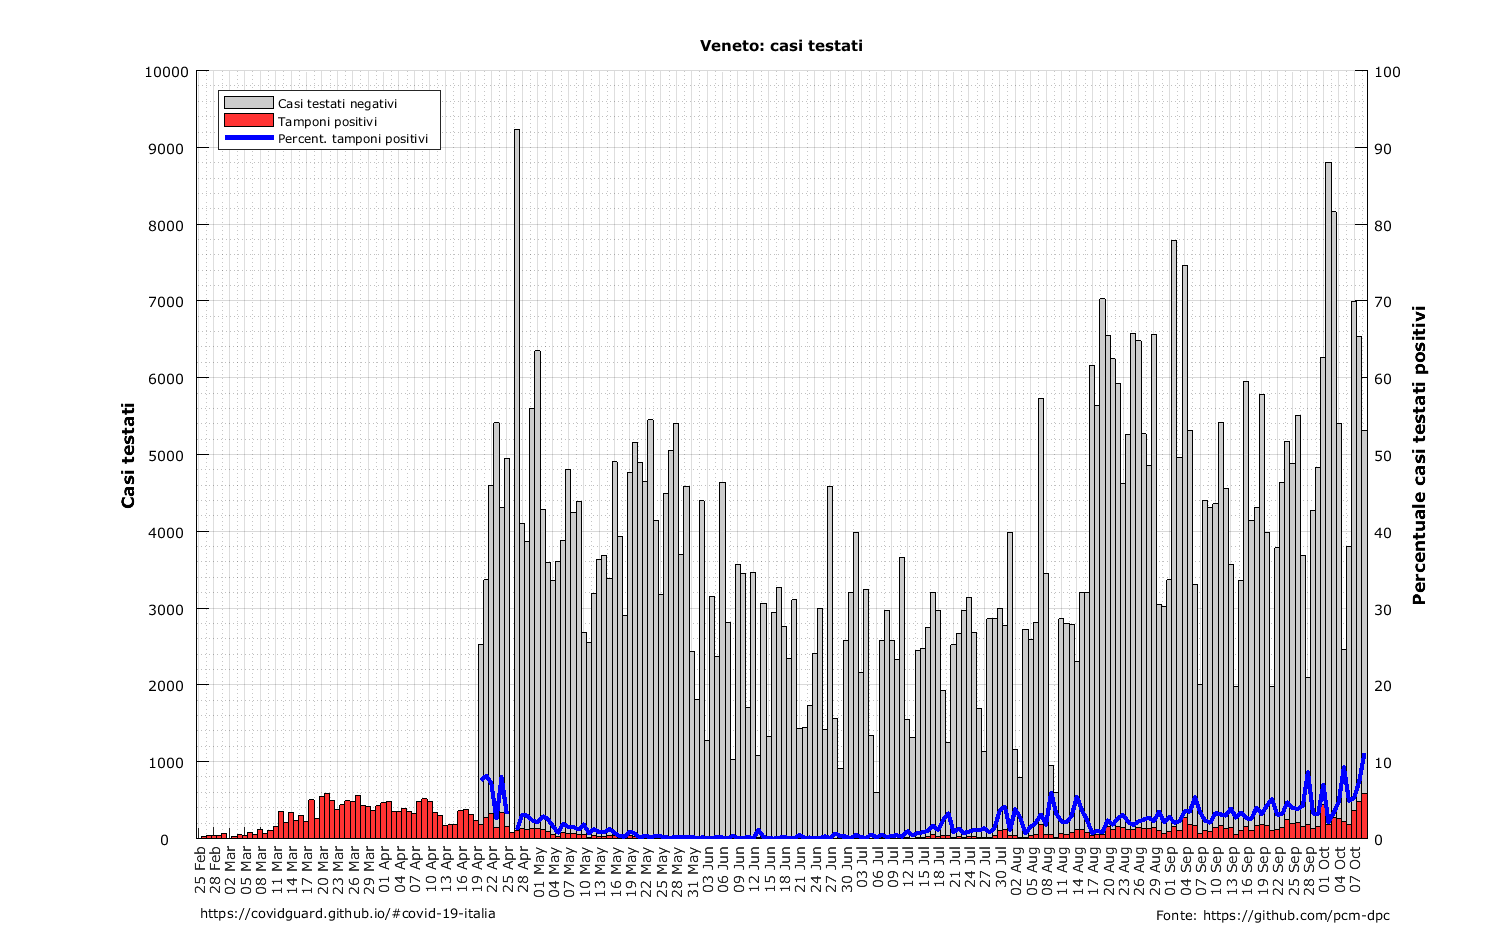 Veneto: casi testati
Casi testati negativi
Tamponi positivi
Percent. tamponi positivi
Casi testati
10000
9000
8000
7000
6000
5000
4000
3000
2000
1000
0
100
90
80
70
60
50
40
30
20
10
0
Percentuale casi testati positivi
25 Feb
28 Feb
02 Mar
05 Mar
08 Mar
11 Mar
14 Mar
17 Mar
20 Mar
23 Mar
26 Mar
29 Mar
01 Apr
04 Apr
07 Apr
10 Apr
13 Apr
16 Apr
19 Apr
22 Apr
25 Apr
28 Apr
01 May
04 May
07 May
10 May
13 May
16 May
19 May
22 May
25 May
28 May
31 May
03 Jun
06 Jun
09 Jun
12 Jun
15 Jun
18 Jun
21 Jun
24 Jun
27 Jun
30 Jun
03 Jul
06 Jul
09 Jul
12 Jul
15 Jul
18 Jul
21 Jul
24 Jul
27 Jul
30 Jul
02 Aug
05 Aug
08 Aug
11 Aug
14 Aug
17 Aug
20 Aug
23 Aug
26 Aug
29 Aug
01 Sep
04 Sep
07 Sep
10 Sep
13 Sep
16 Sep
19 Sep
22 Sep
25 Sep
28 Sep
01 Oct
04 Oct
07 Oct
https://covidguard.github.io/#covid-19-italia
Fonte: https://github.com/pcm-dpc